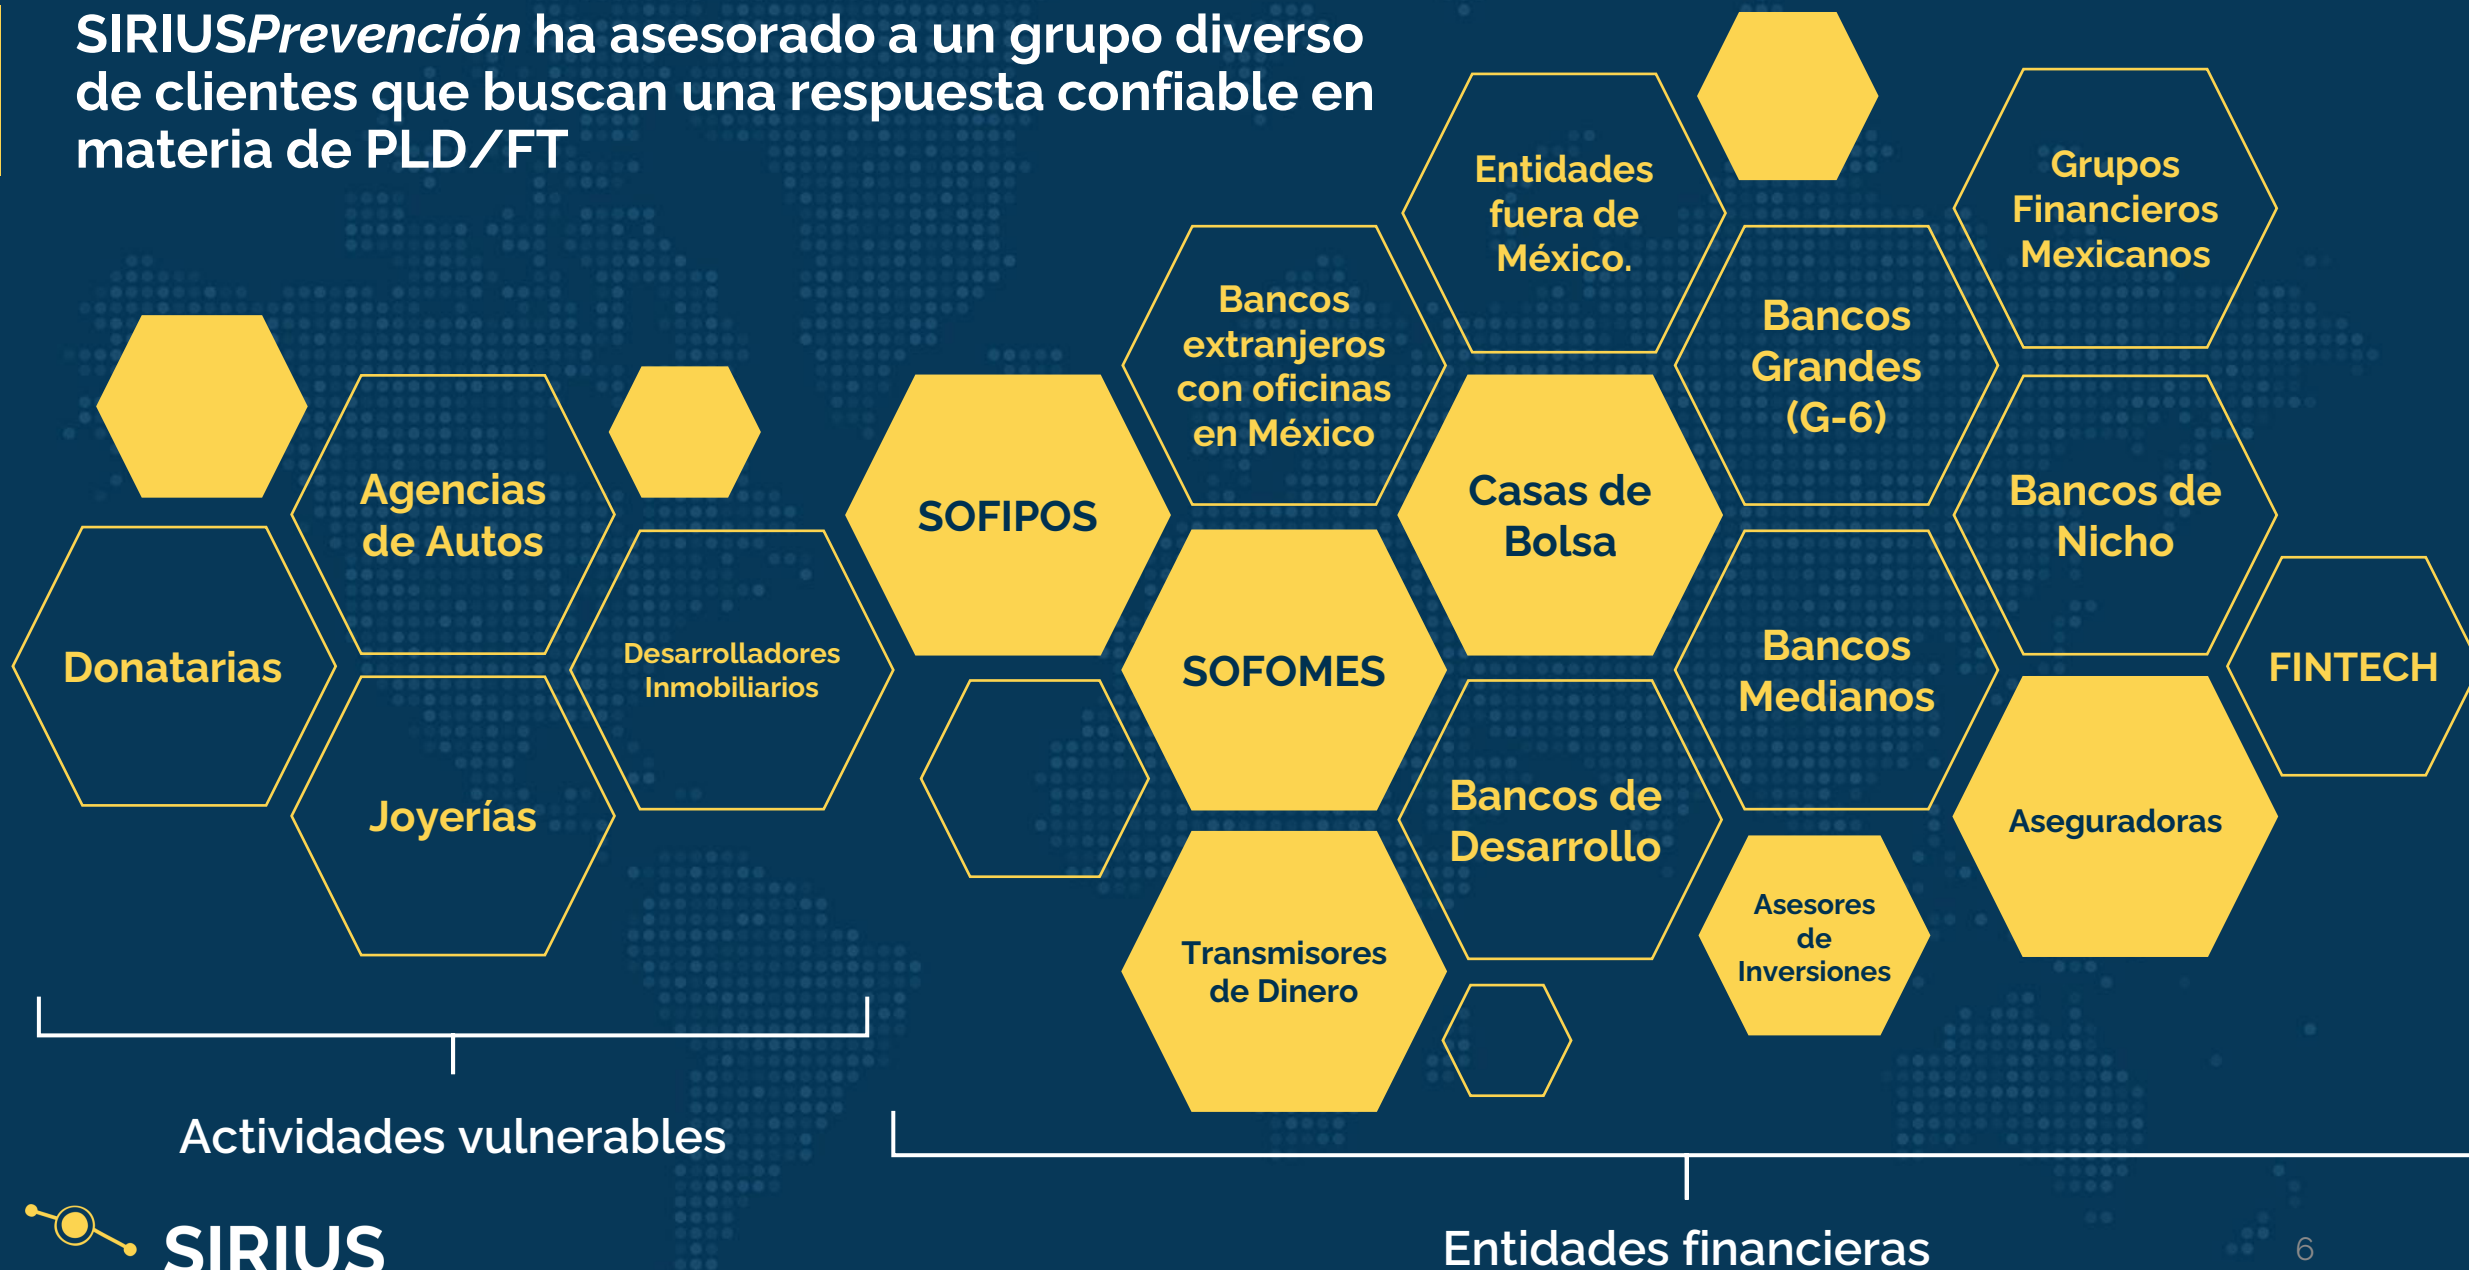 SIRIUSPrevención ha asesorado a un grupo diverso
de clientes que buscan una respuesta confiable en
materia de PLD/FT
Donatarias
Agencias
de Autos
Joyerías
Desarrolladores
Inmobiliarios
SOFIPOS
Bancos
extranjeros
con oficinas
en México
SOFOMES
Transmisores
de Dinero
Entidades
fuera de
México.
Casas de
Bolsa
Bancos de
Desarrollo
Bancos
Grandes
(G-6)
Bancos
Medianos
Asesores
de
Inversiones
Grupos
Financieros
Mexicanos
Bancos de
Nicho
Aseguradoras
FINTECH
Actividades vulnerables
Entidades financieras
SIRIUS
6